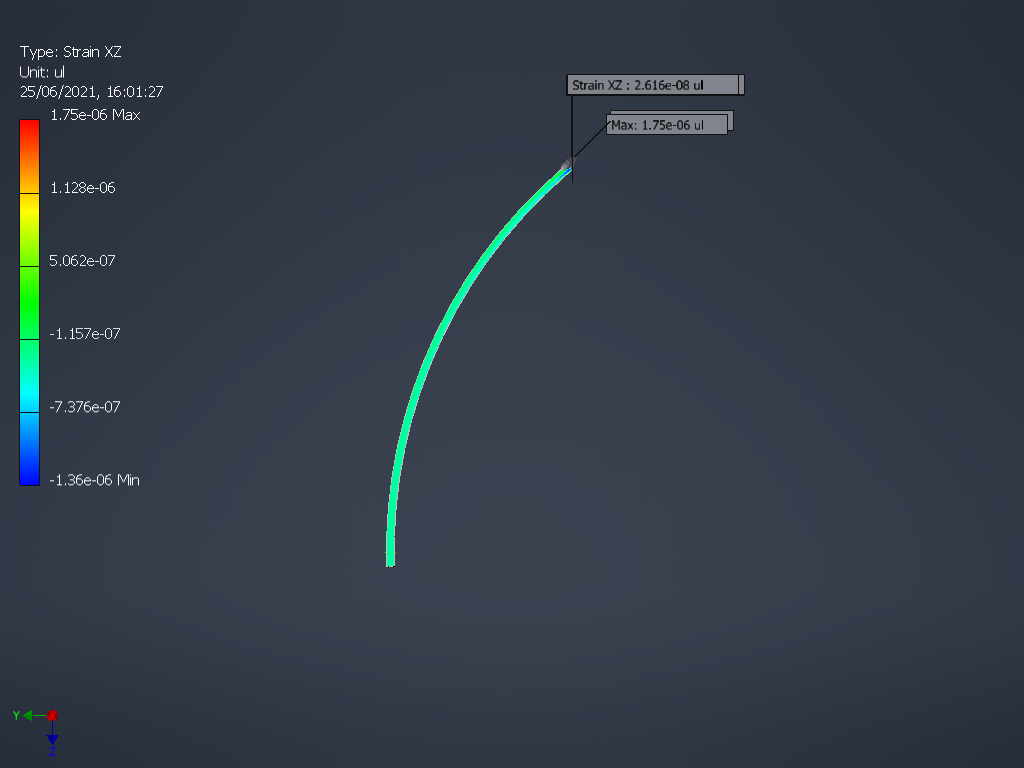 Type: Strain XZ
Unit: ul
25/06/2021, 16:01:27
1.75e-06 Max
1.128e-06
5.062e-07
-1.157e-07
-7.376e-07
-1.36e-06 Min
Strain XZ : 2.616e-08 ul
Max: 1.75e-06 ul
Y
X
Z